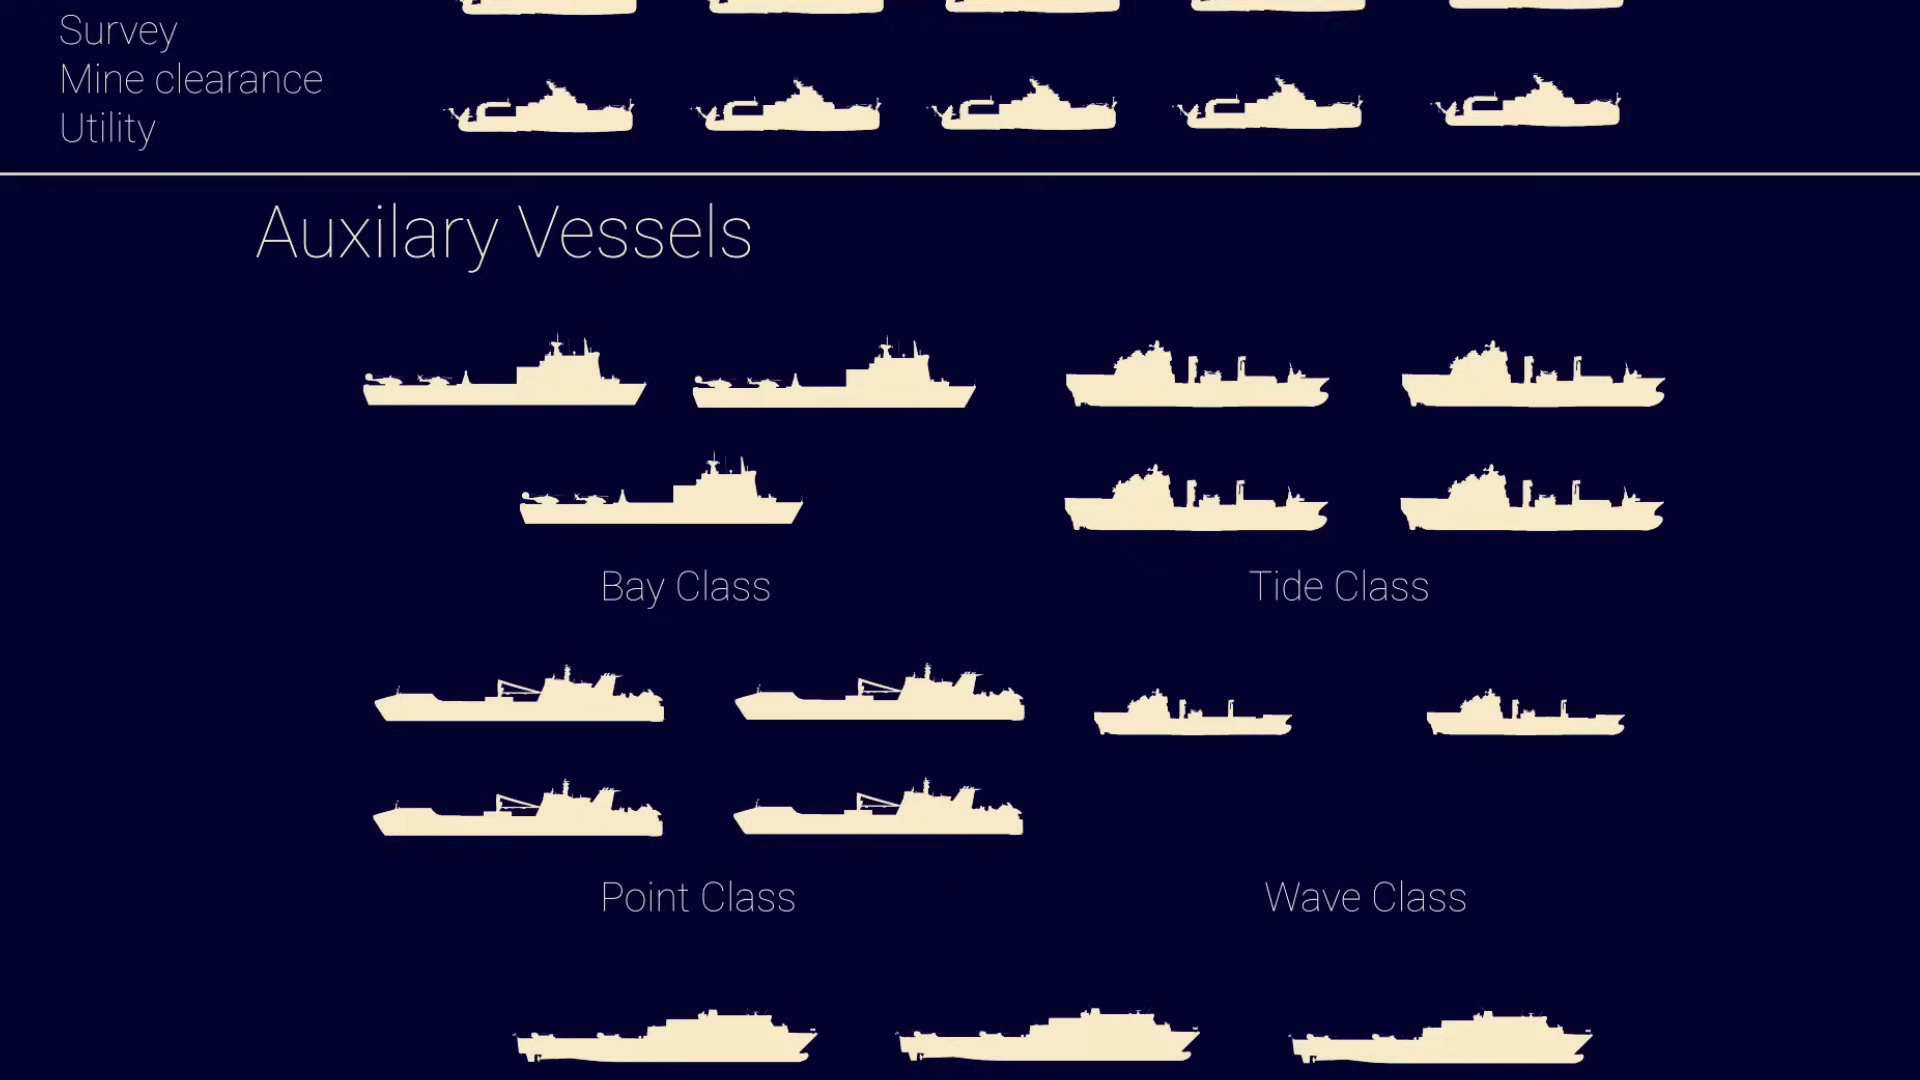 Survey
Mine clearance
Utility
Auxilary Vessels
Bay Class
Tide Class
Point Class
Wave Class